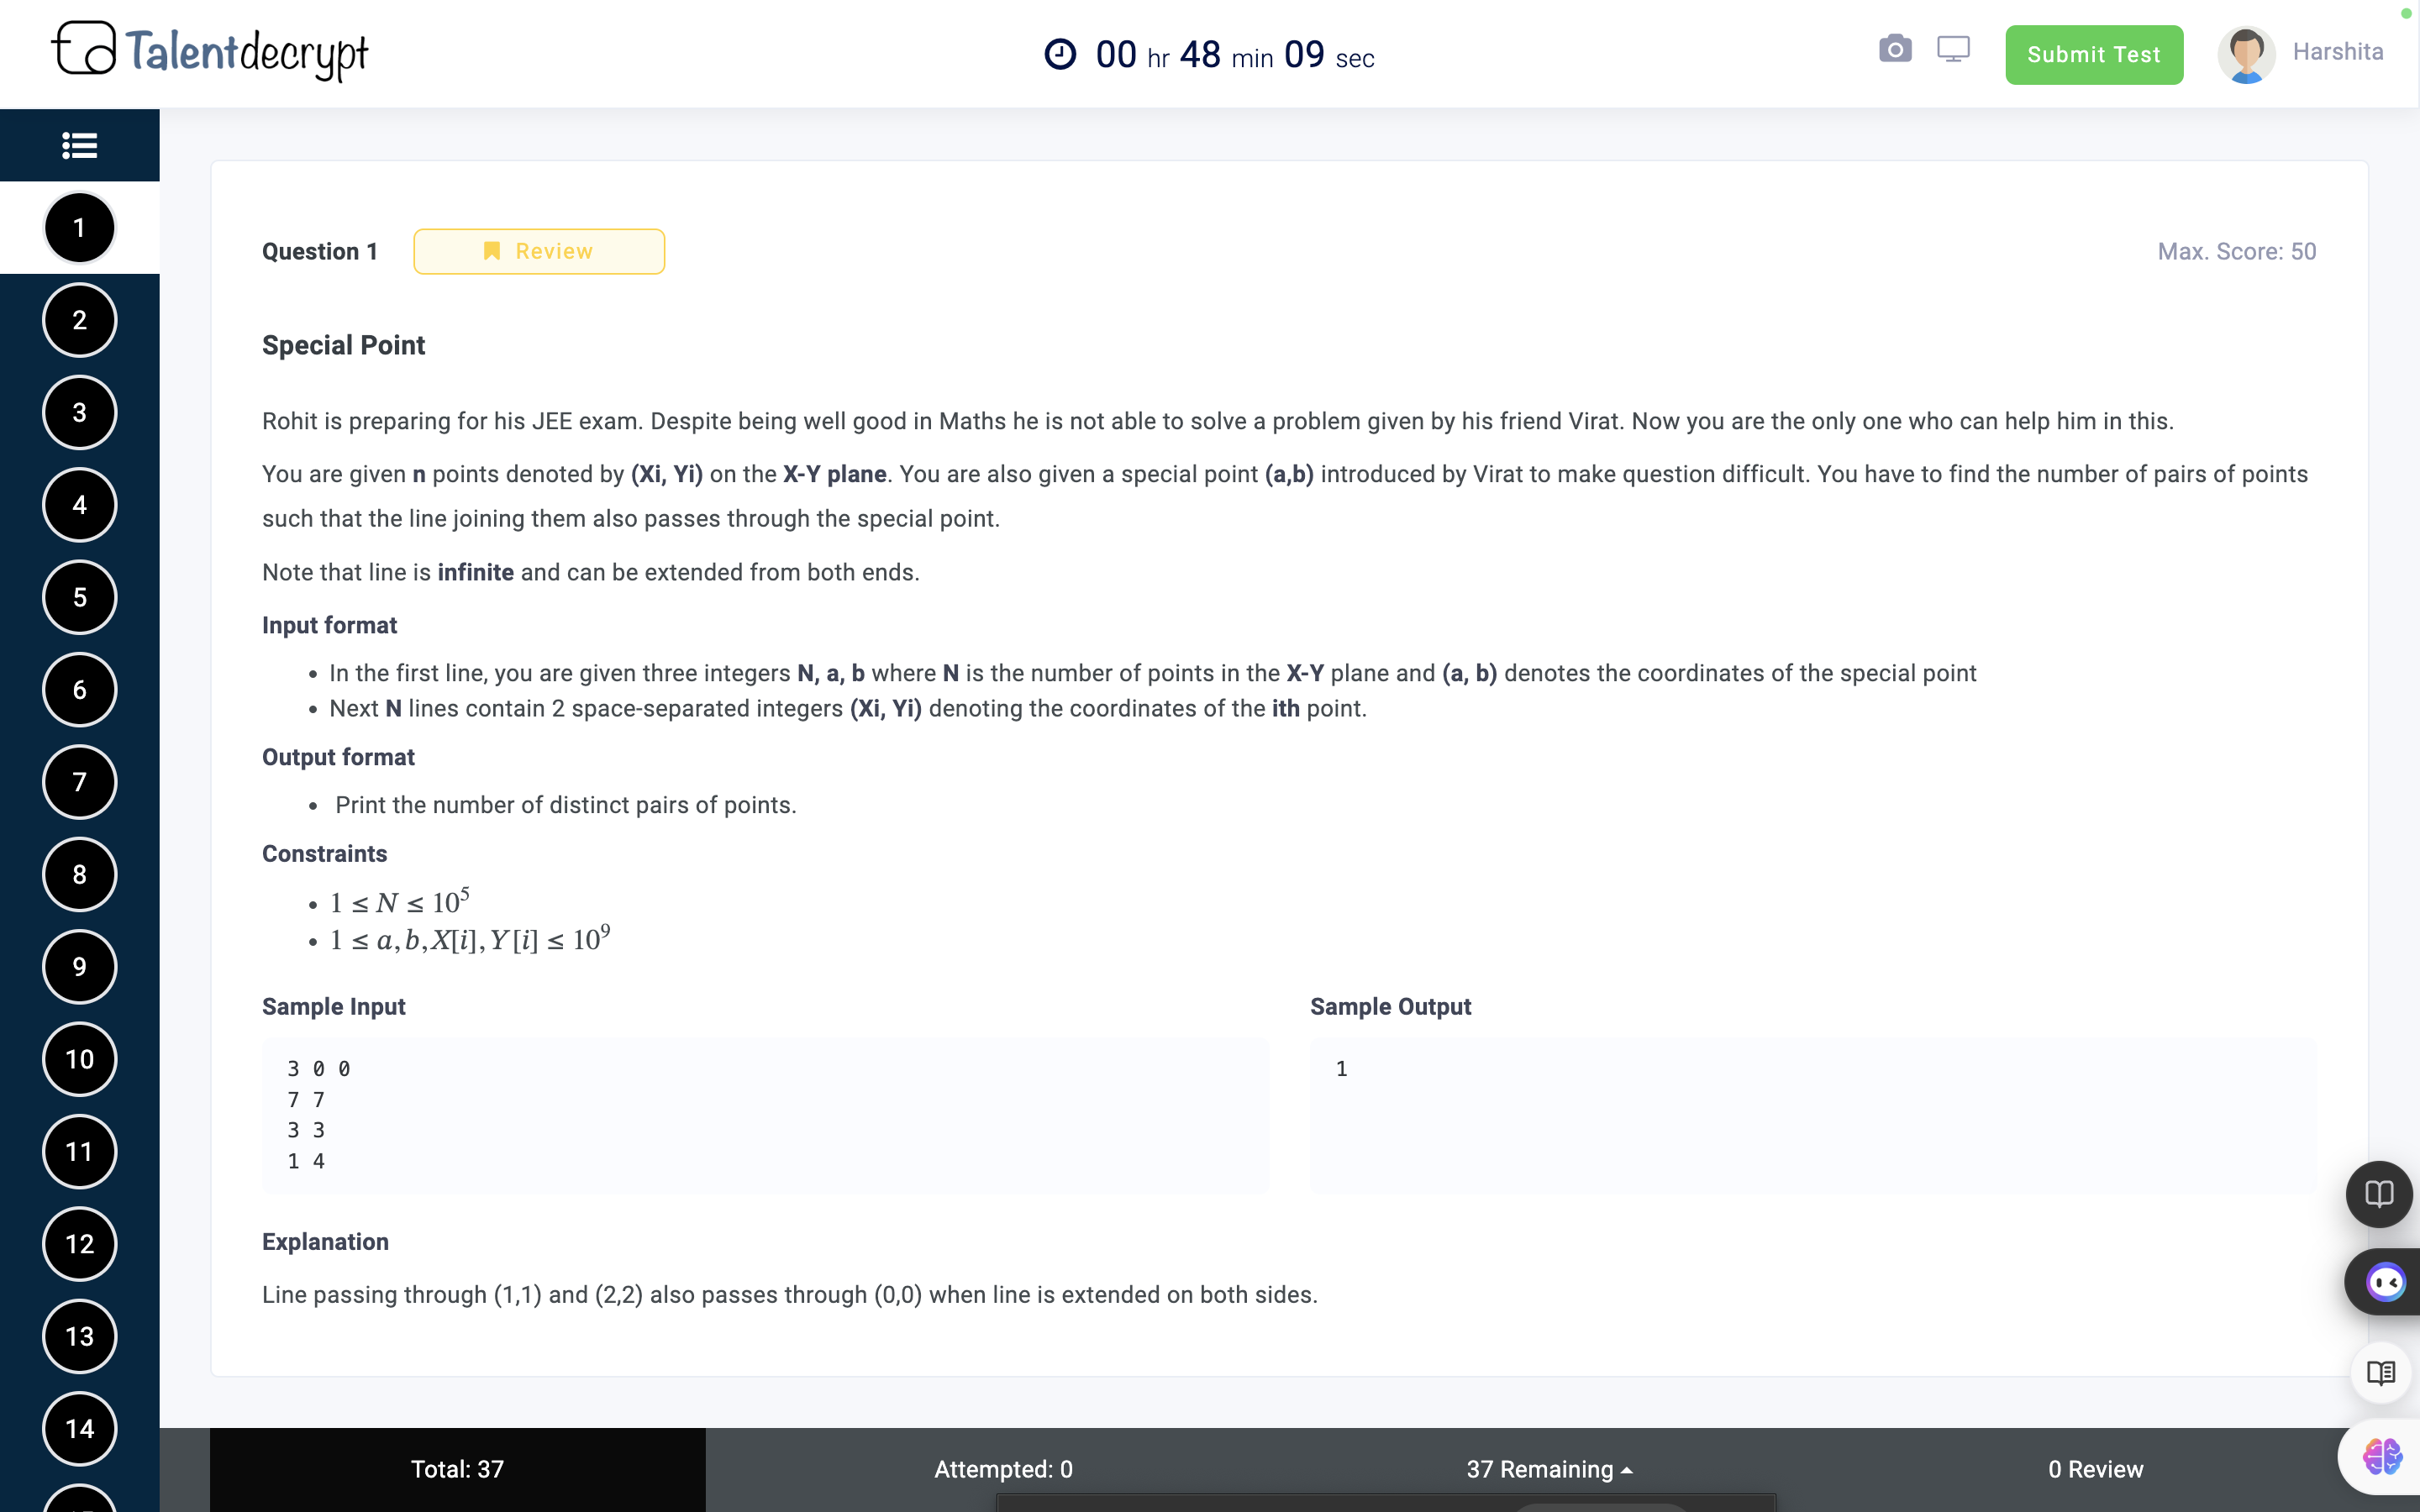 Talentdecrypt
00 hr 48 min 09 sec
Submit Test
Harshita
Question 1
Review
Max. Score: 50
Special Point
Rohit is preparing for his JEE exam. Despite being well good in Maths he is not able to solve a problem given by his friend Virat. Now you are the only one who can help him in this.
You are given n points denoted by (Xi, Yi) on the X-Y plane. You are also given a special point (a,b) introduced by Virat to make question difficult. You have to find the number of pairs of points
such that the line joining them also passes through the special point.
Note that line is infinite and can be extended from both ends.
Input format
• In the first line, you are given three integers N, a, b where N is the number of points in the X-Y plane and (a, b) denotes the coordinates of the special point
• Next N lines contain 2 space-separated integers (Xi, Yi) denoting the coordinates of the ith point.
Output format
• Print the number of distinct pairs of points.
Constraints
• 1 ≤ N ≤ 10⁵
• 1 ≤ a, b, X[i], Y[i] ≤ 10⁹
Sample Input
3 0 0
7 7
3 3
1 4
Sample Output
1
Explanation
Line passing through (1,1) and (2,2) also passes through (0,0) when line is extended on both sides.
1
2
3
4
5
6
7
8
9
10
11
12
13
14
Total: 37
Attempted: 0
37 Remaining
0 Review